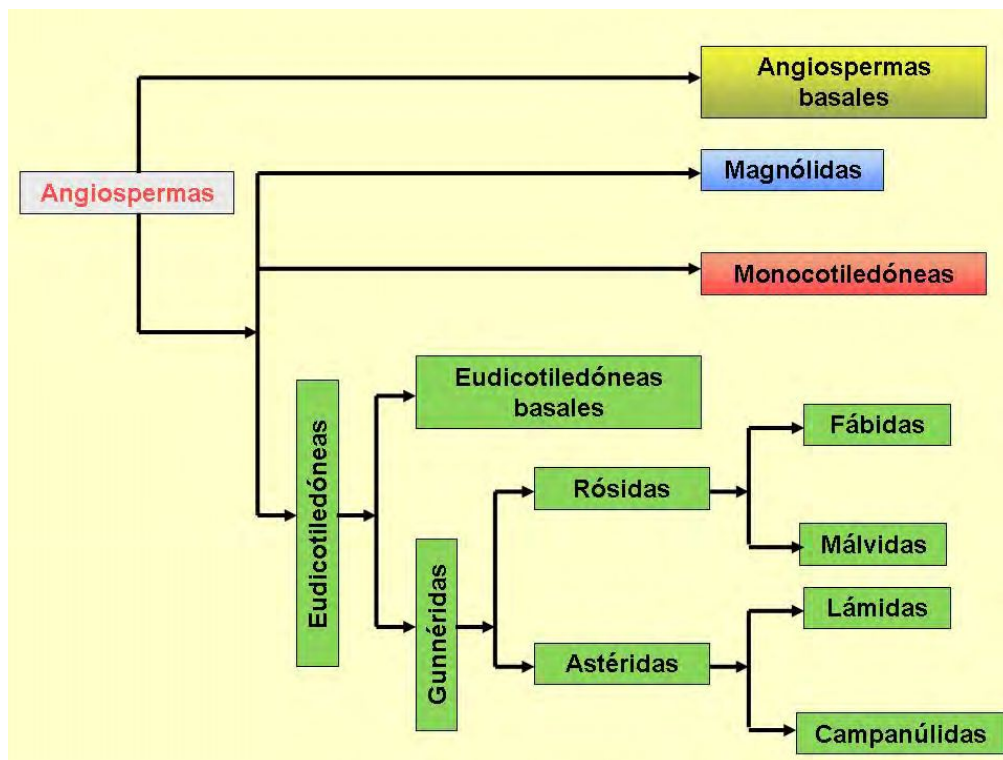 Angiospermas
basales
Magnólidas
Angiospermas
Monocotiledóneas
Eudicotiledóneas
basales
Eudicotiledóneas
Fábidas
Rósidas
Málvidas
Gunnéridas
Lámidas
Astéridas
Campanúlidas